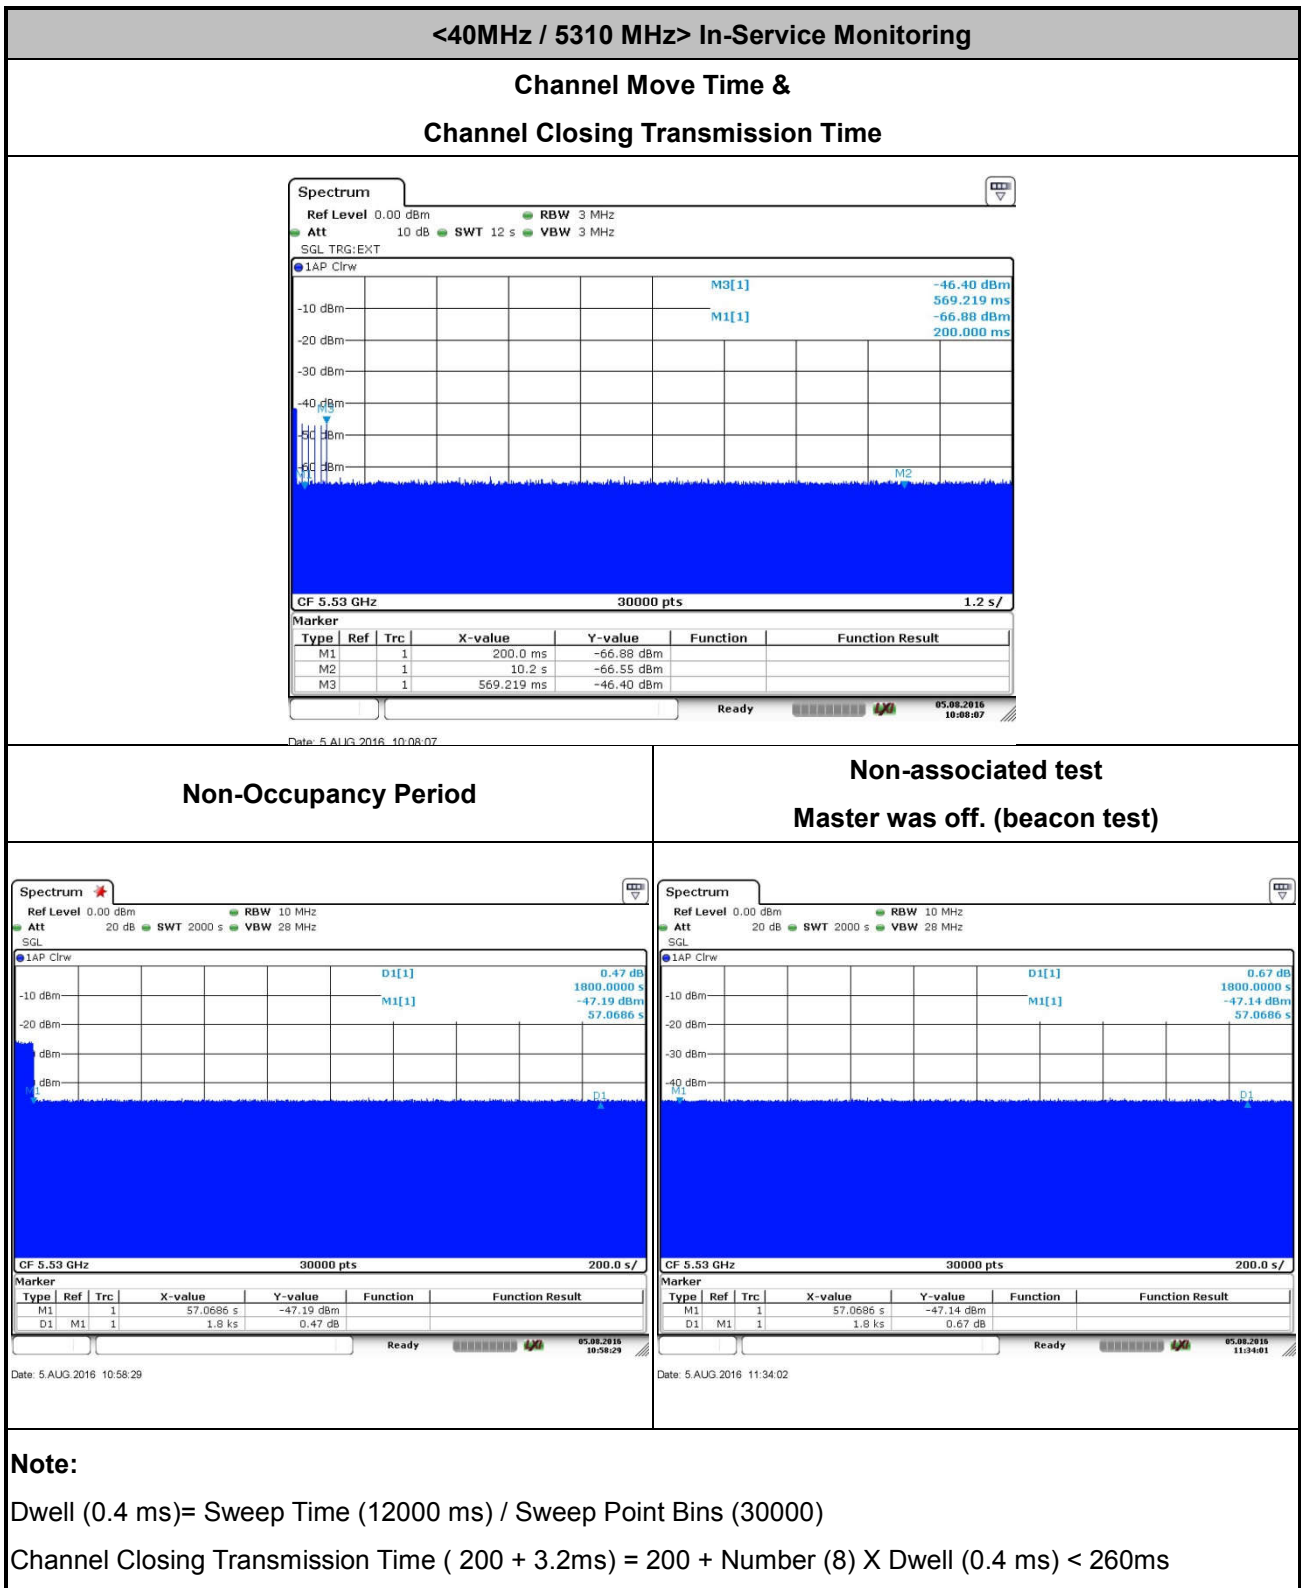 <40MHz / 5310 MHz> In-Service Monitoring
Channel Move Time &
Channel Closing Transmission Time
Spectrum
Ref Level 0.00 dBm RBW 3 MHz
Att 10 dB SWT 12 s VBW 3 MHz
SGL TRG:EXT
1AP Clrw
M3[1] -46.40 dBm
569.219 ms
-10 dBm
M1[1] -66.88 dBm
200.000 ms
-20 dBm
-30 dBm
-40 dBm
M3
-50 dBm
-60 dBm
M1 M2
CF 5.53 GHz 30000 pts 1.2 s/
Marker
Type Ref Trc X-value Y-value Function Function Result
M1 1 200.0 ms -66.88 dBm
M2 1 10.2 s -66.55 dBm
M3 1 569.219 ms -46.40 dBm
Ready 05.08.2016
10:08:07
Date: 5.AUG.2016 10:08:07
Non-Occupancy Period
Non-associated test
Master was off. (beacon test)
Spectrum
Ref Level 0.00 dBm RBW 10 MHz
Att 20 dB SWT 2000 s VBW 28 MHz
SGL
1AP Clrw
D1[1] 0.47 dB
1800.0000 s
-10 dBm
M1[1] -47.19 dBm
57.0686 s
-20 dBm
dBm
dBm
M1 D1
CF 5.53 GHz 30000 pts 200.0 s/
Marker
Type Ref Trc X-value Y-value Function Function Result
M1 1 57.0686 s -47.19 dBm
D1 M1 1 1.8 ks 0.47 dB
Ready 05.08.2016
10:58:29
Date: 5.AUG.2016 10:58:29
Spectrum
Ref Level 0.00 dBm RBW 10 MHz
Att 20 dB SWT 2000 s VBW 28 MHz
SGL
1AP Clrw
D1[1] 0.67 dB
1800.0000 s
-10 dBm
M1[1] -47.14 dBm
57.0686 s
-20 dBm
-30 dBm
-40 dBm
M1 D1
CF 5.53 GHz 30000 pts 200.0 s/
Marker
Type Ref Trc X-value Y-value Function Function Result
M1 1 57.0686 s -47.14 dBm
D1 M1 1 1.8 ks 0.67 dB
Ready 05.08.2016
11:34:01
Date: 5.AUG.2016 11:34:02
Note:
Dwell (0.4 ms)= Sweep Time (12000 ms) / Sweep Point Bins (30000)
Channel Closing Transmission Time ( 200 + 3.2ms) = 200 + Number (8) X Dwell (0.4 ms) < 260ms